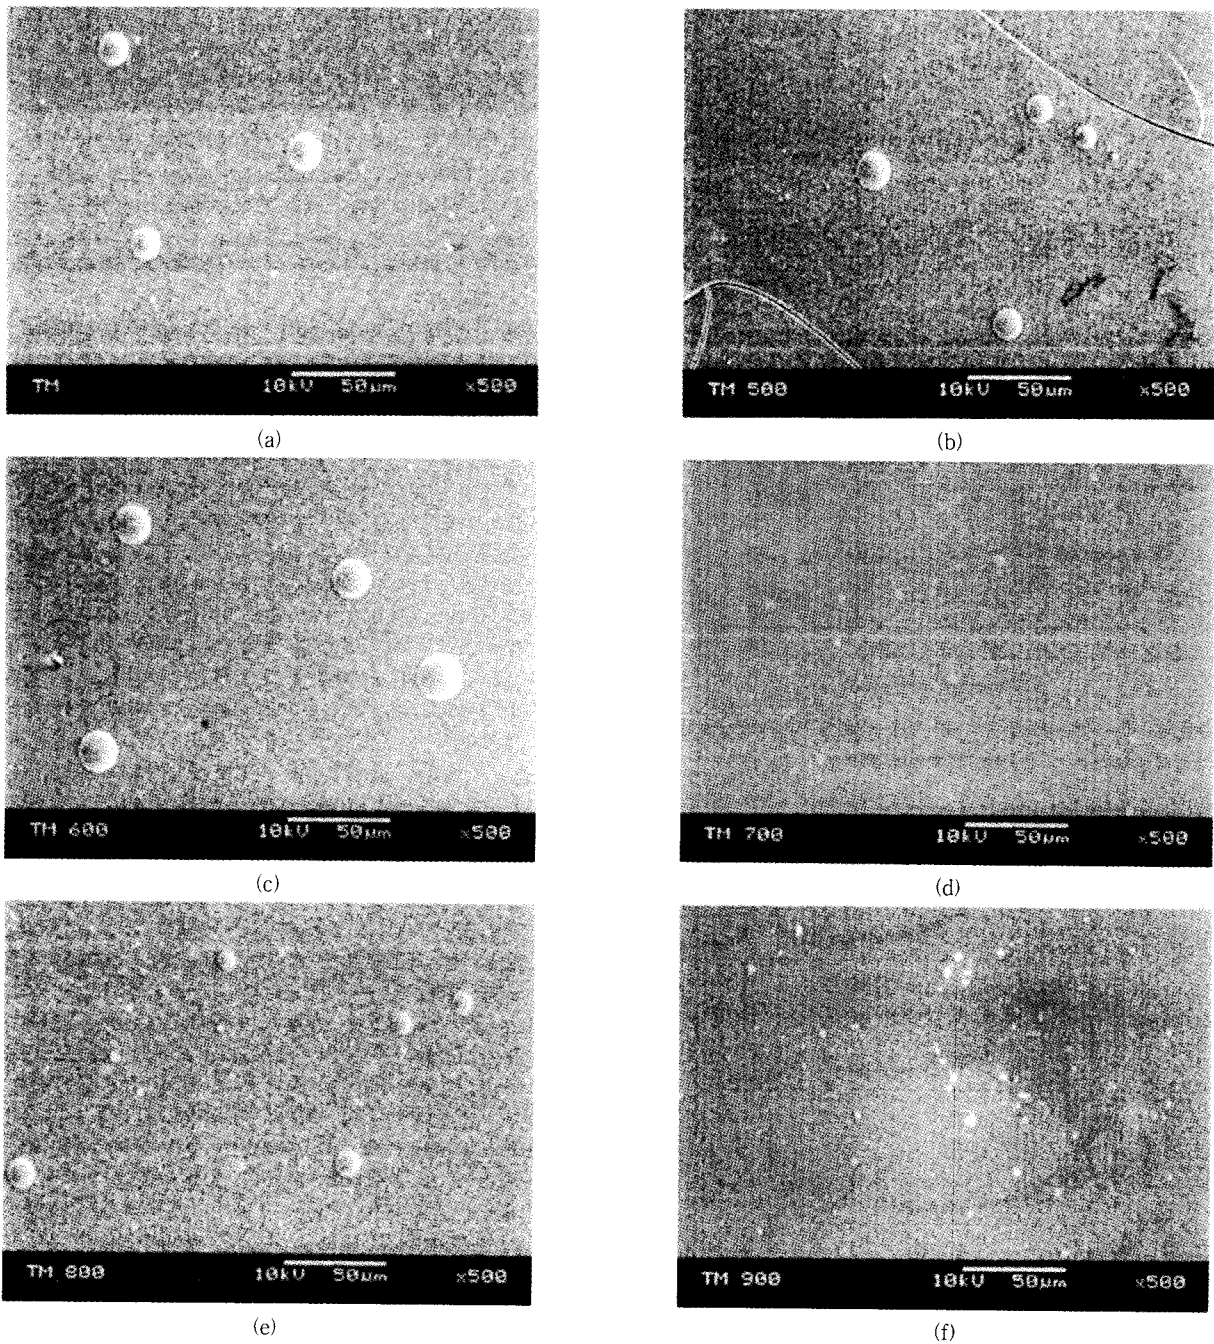 TM 10kV 50μm ×500
(a)
TM 500 10kV 50μm ×500
(b)
TM 600 10kV 50μm ×500
(c)
TM 700 10kV 50μm ×500
(d)
TM 800 10kV 50μm ×500
(e)
TM 900 10kV 50μm ×500
(f)